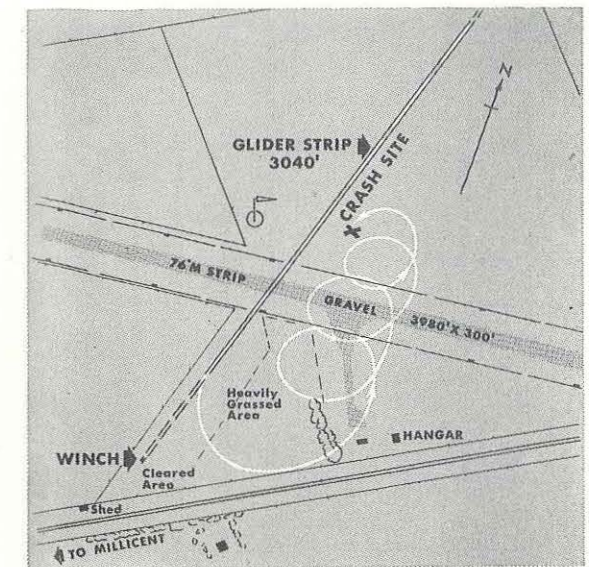 N
GLIDER STRIP
3040'
CRASH SITE
76°M STRIP
GRAVEL
3980' X 300'
Heavily
Grassed
Area
WINCH
Cleared
Area
HANGAR
Shed
TO MILLICENT